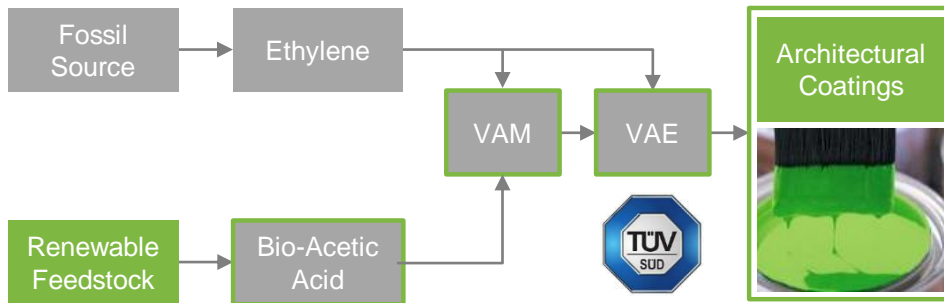 Fossil
Source
Ethylene
Architectural
Coatings
VAM
VAE
Renewable
Feedstock
Bio-Acetic
Acid
TÜV
SÜD